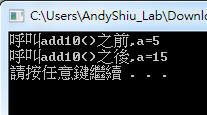 C:\Users\AndyShiu_Lab\Downlo
呼叫add10()之前,a=5
呼叫add10()之後,a=15
請按任意鍵繼續 . . .